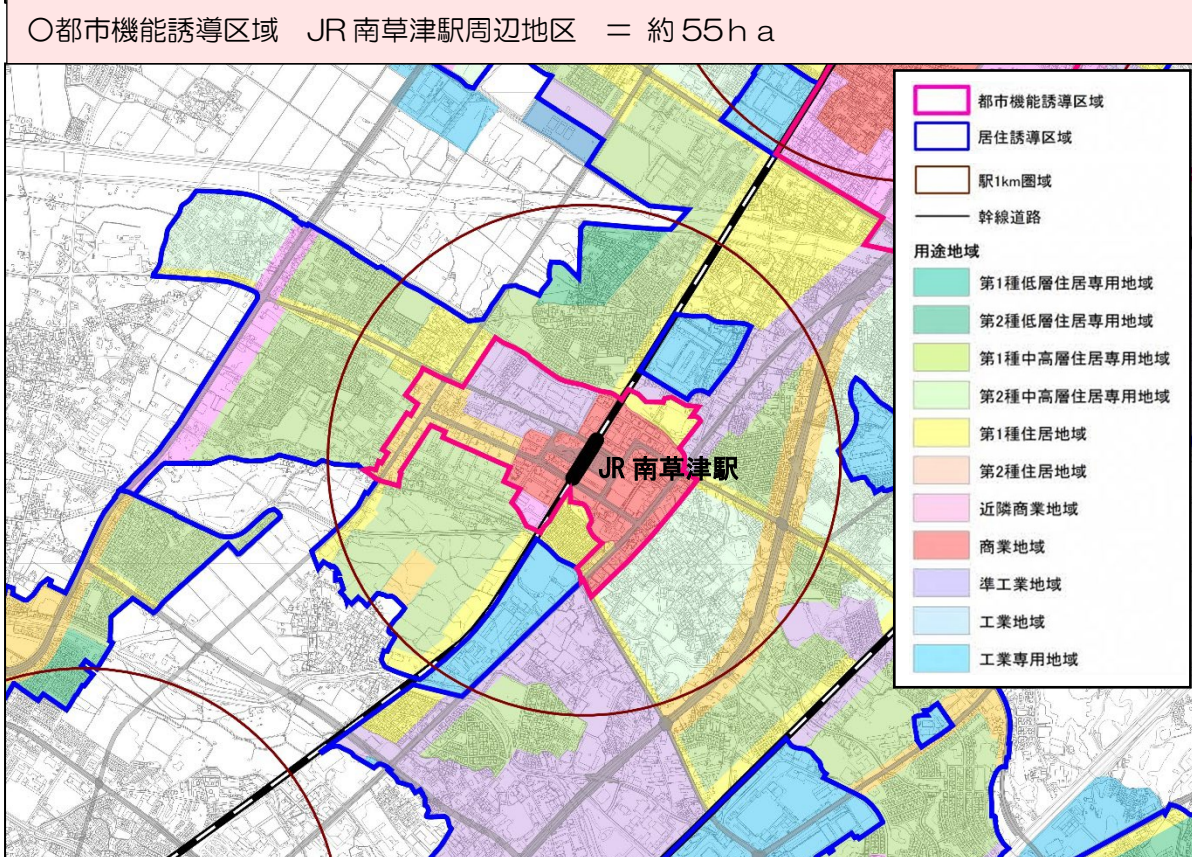 〇都市機能誘導区域　JR南草津駅周辺地区　＝ 約55ha
都市機能誘導区域
居住誘導区域
駅1km圏域
幹線道路
用途地域
第1種低層住居専用地域
第2種低層住居専用地域
第1種中高層住居専用地域
第2種中高層住居専用地域
第1種住居地域
第2種住居地域
近隣商業地域
商業地域
準工業地域
工業地域
工業専用地域
JR 南草津駅